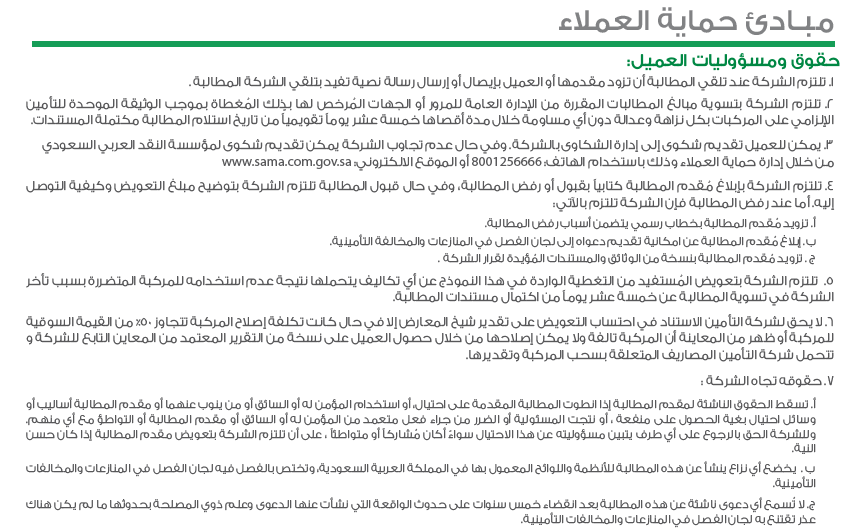 مبادئ حماية العملاء
حقوق ومسؤوليات العميل:
١. تلتزم الشركة عند تلقي المطالبة أن تزود مقدمها أو العميل بإيصال أو إرسال رسالة نصية تفيد بتلقي الشركة المطالبة .
٢. تلتزم الشركة بتسوية مبالغ المطالبات المقررة من الإدارة العامة للمرور أو الجهات المُرخص لها بذلك المُغطاة بموجب الوثيقة الموحدة للتأمين
الإلزامي على المركبات بكل نزاهة وعدالة دون أي مساومة خلال مدة أقصاها خمسة عشر يوماً تقويمياً من تاريخ استلام المطالبة مكتملة المستندات.
٣. يمكن للعميل تقديم شكوى إلى إدارة الشكاوى بالشركة. وفي حال عدم تجاوب الشركة يمكن تقديم شكوى لمؤسسة النقد العربي السعودي
من خلال إدارة حماية العملاء وذلك باستخدام الهاتف: 8001256666 أو الموقع الالكتروني: www.sama.com.gov.sa
٤. تلتزم الشركة بإبلاغ مُقدم المطالبة كتابياً بقبول أو رفض المطالبة، وفي حال قبول المطالبة تلتزم الشركة بتوضيح مبلغ التعويض وكيفية التوصل
إليه. أما عند رفض المطالبة فإن الشركة تلتزم بالآتي:
أ. تزويد مُقدم المطالبة بخطاب رسمي يتضمن أسباب رفض المطالبة.
ب. إبلاغ مُقدم المطالبة عن امكانية تقديم دعواه إلى لجان الفصل في المنازعات والمخالفة التأمينية.
ج . تزويد مُقدم المطالبة بنسخة من الوثائق والمستندات المُؤيدة لقرار الشركة .
٥. تلتزم الشركة بتعويض المُستفيد من التغطية الواردة في هذا النموذج عن أي تكاليف يتحملها نتيجة عدم استخدامه للمركبة المتضررة بسبب تأخر
الشركة في تسوية المطالبة عن خمسة عشر يوماً من اكتمال مستندات المطالبة.
٦. لا يحق لشركة التأمين الاستناد في احتساب التعويض على تقدير شيخ المعارض إلا في حال كانت تكلفة إصلاح المركبة تتجاوز ٥٠٪ من القيمة السوقية
للمركبة أو ظهر من المعاينة أن المركبة تالفة ولا يمكن إصلاحها من خلال حصول العميل على نسخة من التقرير المعتمد من المعاين التابع للشركة و
تتحمل شركة التأمين المصاريف المتعلقة بسحب المركبة وتقديرها.
٧. حقوقه تجاه الشركة :
أ. تسقط الحقوق الناشئة لمقدم المطالبة إذا انطوت المطالبة المقدمة على احتيال، أو استخدام المؤمن له أو السائق أو من ينوب عنهما أو مقدم المطالبة أساليب أو
وسائل احتيال بغية الحصول على منفعة ، أو نتجت المسئولية أو الضرر من جراء فعل متعمد من المؤمن له أو السائق أو مقدم المطالبة أو التواطؤ مع أي منهم.
وللشركة الحق بالرجوع على أي طرف يتبين مسؤوليته عن هذا الاحتيال سواءً أكان مُشاركاً أو متواطئاً ، على أن تلتزم الشركة بتعويض مقدم المطالبة إذا كان حسن
النية.
ب . يخضع أي نزاع ينشأ عن هذه المطالبة للأنظمة واللوائح المعمول بها في المملكة العربية السعودية، وتختص بالفصل فيه لجان الفصل في المنازعات والمخالفات
التأمينية.
ج. لا تُسمع أي دعوى ناشئة عن هذه المطالبة بعد انقضاء خمس سنوات على حدوث الواقعة التي نشأت عنها الدعوى وعلم ذوي المصلحة بحدوثها ما لم يكن هناك
عذر تقتنع به لجان الفصل في المنازعات والمخالفات التأمينية.